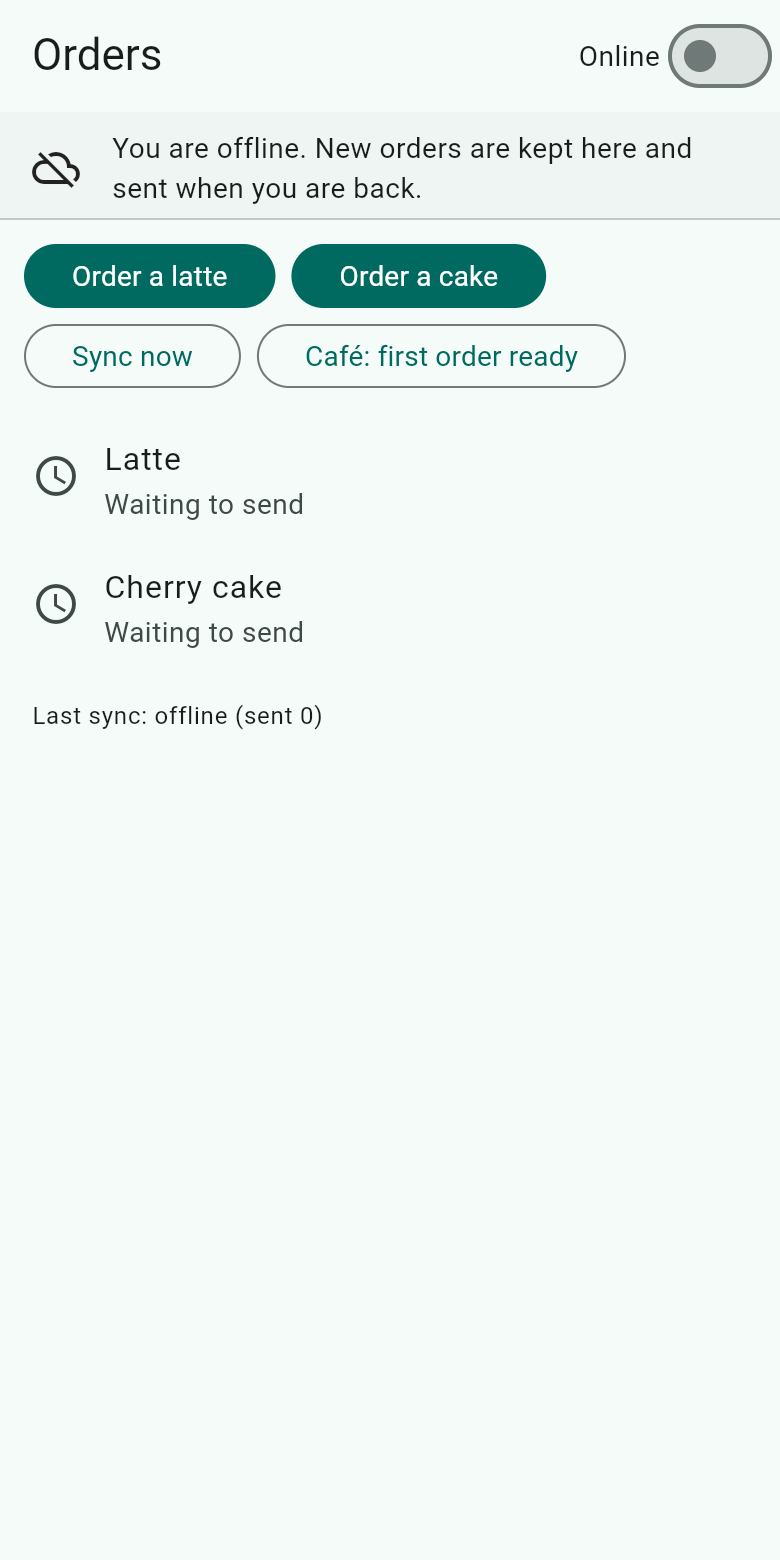 Orders
Online
You are offline. New orders are kept here and
sent when you are back.
Order a latte
Order a cake
Sync now
Café: first order ready
Latte
Waiting to send
Cherry cake
Waiting to send
Last sync: offline (sent 0)